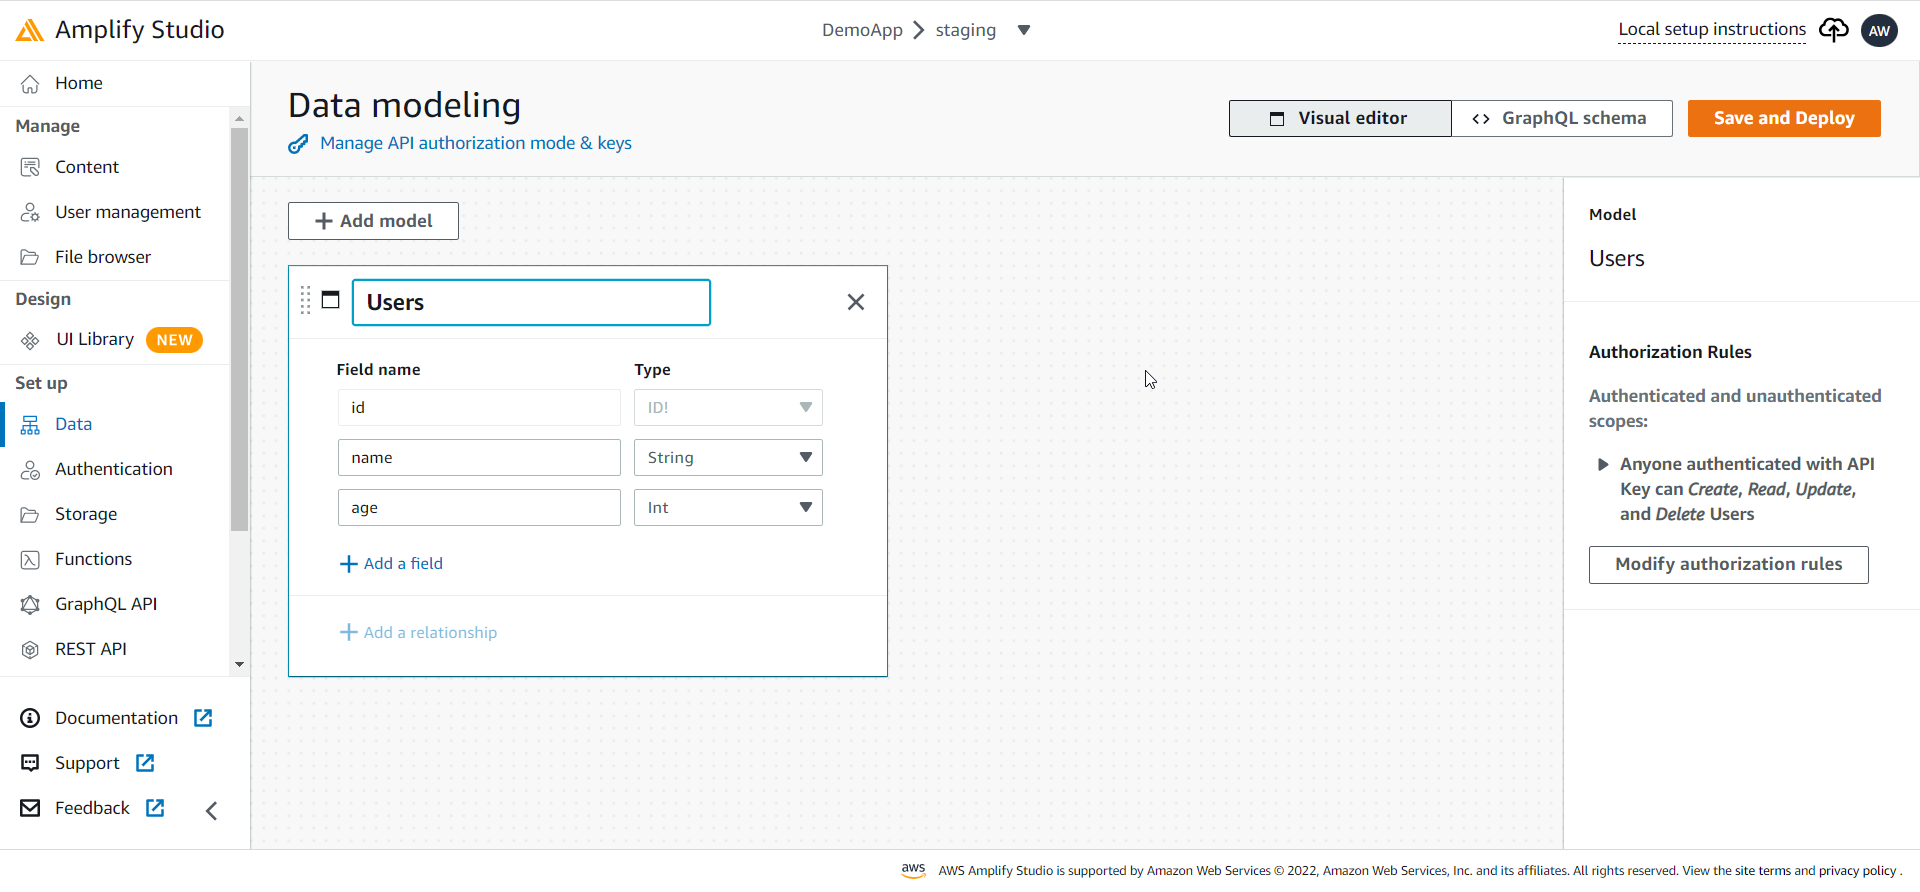 Amplify Studio
DemoApp staging
Local setup instructions
AW
Home
Manage
Content
User management
File browser
Design
UI Library NEW
Set up
Data
Authentication
Storage
Functions
GraphQL API
REST API
Documentation
Support
Feedback
Data modeling
Manage API authorization mode & keys
Visual editor
<> GraphQL schema
Save and Deploy
+ Add model
Users
Field name Type
id ID!
name String
age Int
+ Add a field
+ Add a relationship
Model
Users
Authorization Rules
Authenticated and unauthenticated
scopes:
Anyone authenticated with API
Key can Create, Read, Update,
and Delete Users
Modify authorization rules
aws AWS Amplify Studio is supported by Amazon Web Services © 2022, Amazon Web Services, Inc. and its affiliates. All rights reserved. View the site terms and privacy policy .